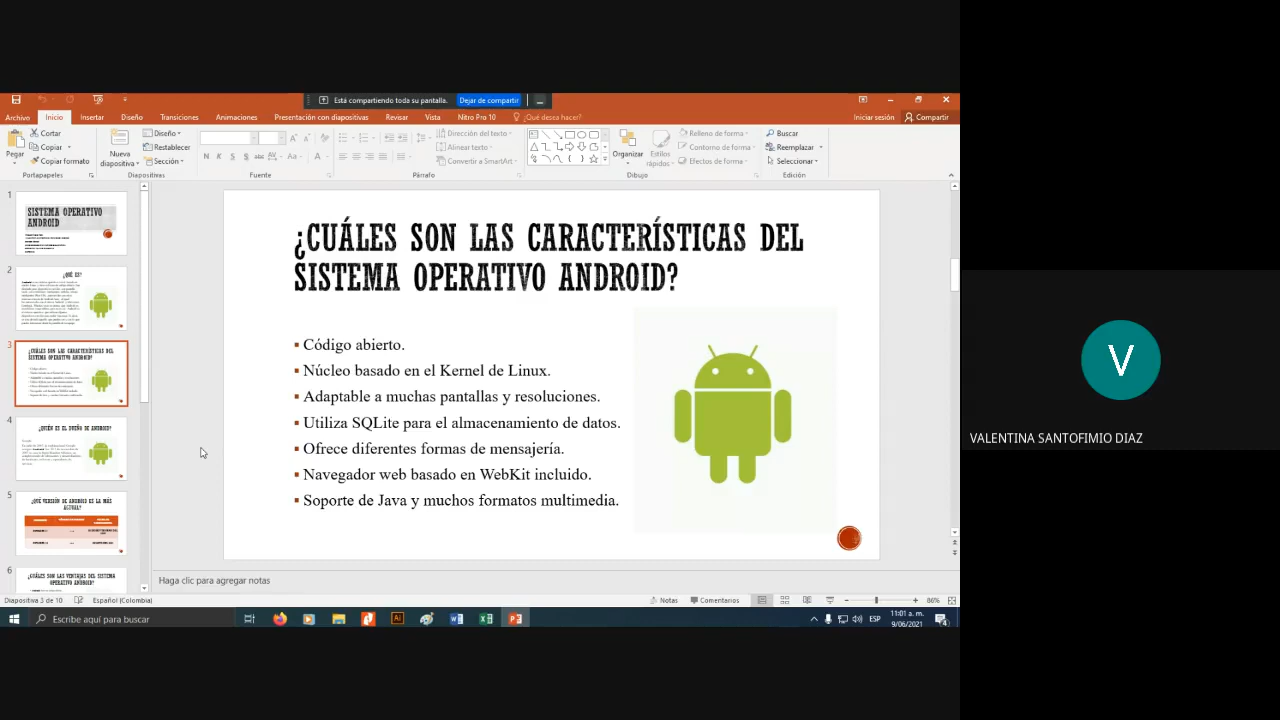 Está compartiendo toda su pantalla. Dejar de compartir
Archivo Inicio Insertar Diseño Transiciones Animaciones Presentación con diapositivas Revisar Vista Nitro Pro 10 ¿Qué desea hacer? Iniciar sesión Compartir
Pegar
Cortar
Copiar
Copiar formato
Portapapeles
Nueva diapositiva
Diseño
Restablecer
Sección
Diapositivas
N K S S abc AV Aa A
Fuente
Dirección del texto
Alinear texto
Convertir a SmartArt
Párrafo
Organizar
Estilos rápidos
Relleno de forma
Contorno de forma
Efectos de forma
Dibujo
Buscar
Reemplazar
Seleccionar
Edición
1
SISTEMA OPERATIVO
ANDROID
2
¿QUÉ ES?
3
¿CUÁLES SON LAS CARACTERÍSTICAS DEL
SISTEMA OPERATIVO ANDROID?
4
¿QUIÉN ES EL DUEÑO DE ANDROID?
5
¿QUÉ VERSIÓN DE ANDROID ES LA MÁS
ACTUAL?
6
¿CUÁLES SON LAS VENTAJAS DEL SISTEMA
OPERATIVO ANDROID?
¿CUÁLES SON LAS CARACTERÍSTICAS DEL
SISTEMA OPERATIVO ANDROID?
▪ Código abierto.
▪ Núcleo basado en el Kernel de Linux.
▪ Adaptable a muchas pantallas y resoluciones.
▪ Utiliza SQLite para el almacenamiento de datos.
▪ Ofrece diferentes formas de mensajería.
▪ Navegador web basado en WebKit incluido.
▪ Soporte de Java y muchos formatos multimedia.
Haga clic para agregar notas
Diapositiva 3 de 10 Español (Colombia) Notas Comentarios 86%
Escribe aquí para buscar
ESP
11:01 a. m.
9/06/2021
V
VALENTINA SANTOFIMIO DIAZ